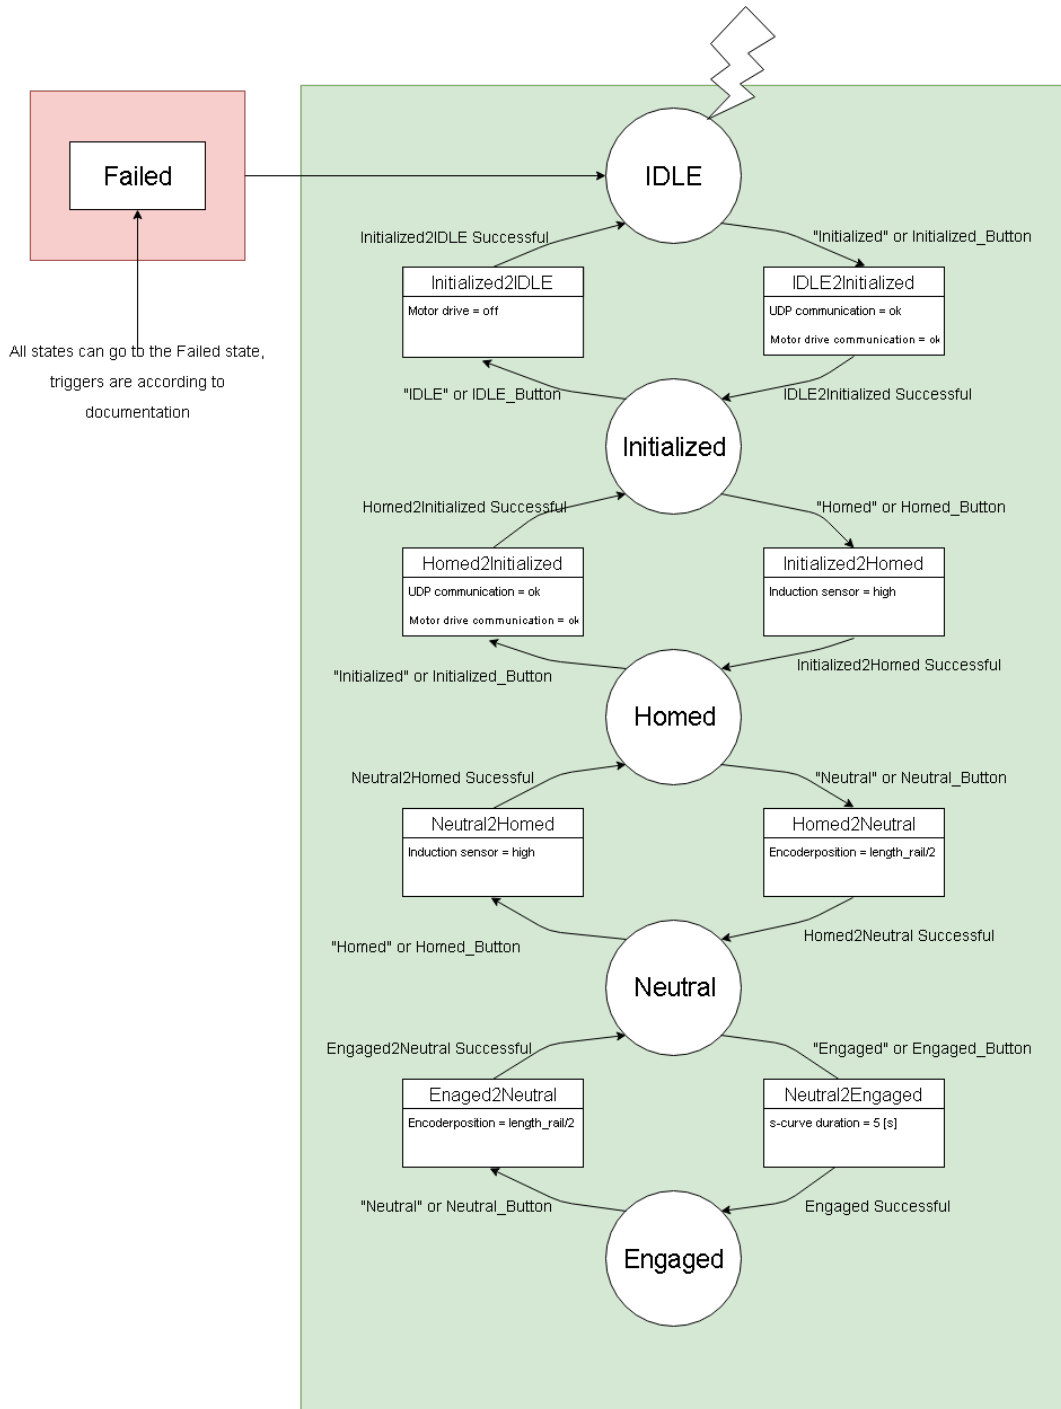 Failed
IDLE
Initialized2IDLE Successful
"Initialized" or Initialized_Button
Initialized2IDLE
Motor drive = off
IDLE2Initialized
UDP communication = ok
Motor drive communication = ok
All states can go to the Failed state,
triggers are according to
documentation
"IDLE" or IDLE_Button
IDLE2Initialized Successful
Initialized
Homed2Initialized Successful
"Homed" or Homed_Button
Homed2Initialized
UDP communication = ok
Motor drive communication = ok
Initialized2Homed
Induction sensor = high
"Initialized" or Initialized_Button
Initialized2Homed Successful
Homed
Neutral2Homed Sucessful
"Neutral" or Neutral_Button
Neutral2Homed
Induction sensor = high
Homed2Neutral
Encoderposition = length_rail/2
"Homed" or Homed_Button
Homed2Neutral Successful
Neutral
Engaged2Neutral Successful
"Engaged" or Engaged_Button
Enaged2Neutral
Encoderposition = length_rail/2
Neutral2Engaged
s-curve duration = 5 [s]
"Neutral" or Neutral_Button
Engaged Successful
Engaged